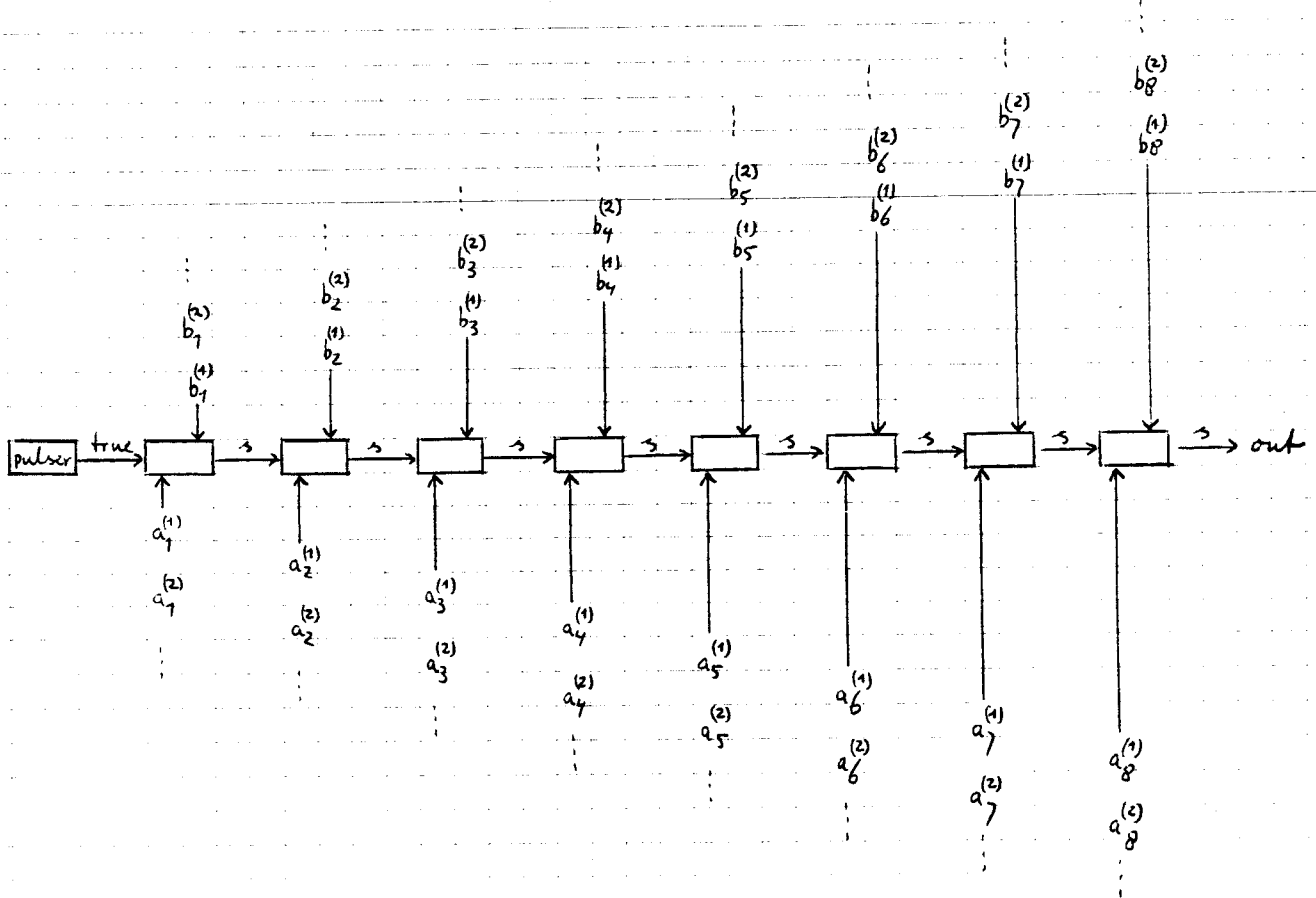 b₈⁽²⁾
b₇⁽²⁾
b₈⁽¹⁾
b₆⁽²⁾
b₇⁽¹⁾
b₅⁽²⁾
b₆⁽¹⁾
b₄⁽²⁾
b₅⁽¹⁾
b₃⁽²⁾
b₄⁽¹⁾
b₂⁽²⁾
b₃⁽¹⁾
b₁⁽²⁾
b₂⁽¹⁾
b₁⁽¹⁾
pulser true s s s s s s s s out
a₁⁽¹⁾
a₂⁽¹⁾
a₁⁽²⁾
a₃⁽¹⁾
a₂⁽²⁾
a₄⁽¹⁾
a₃⁽²⁾
a₅⁽¹⁾
a₄⁽²⁾
a₆⁽¹⁾
a₅⁽²⁾
a₇⁽¹⁾
a₆⁽²⁾
a₈⁽¹⁾
a₇⁽²⁾
a₈⁽²⁾